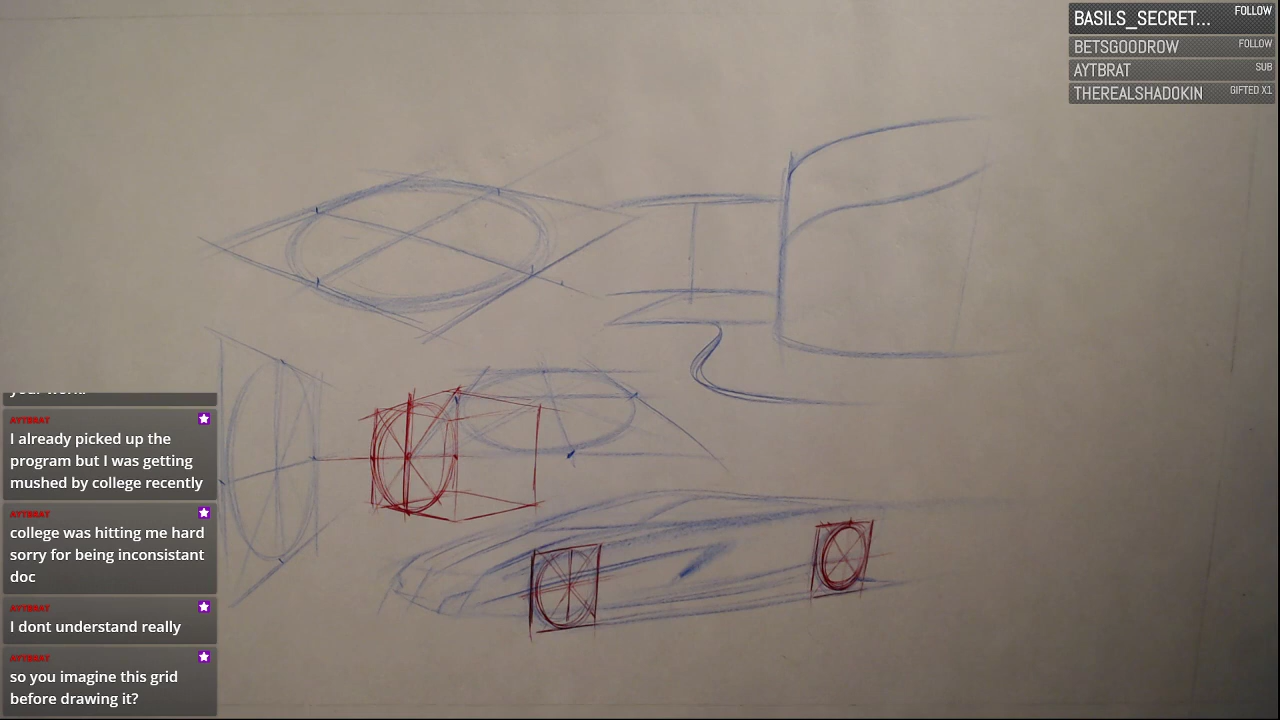 BASILS_SECRET... FOLLOW
BETSGOODROW FOLLOW
AYTBRAT SUB
THEREALSHADOKIN GIFTED X1
your work.
AYTBRAT
I already picked up the
program but I was getting
mushed by college recently
AYTBRAT
college was hitting me hard
sorry for being inconsistant
doc
AYTBRAT
I dont understand really
AYTBRAT
so you imagine this grid
before drawing it?